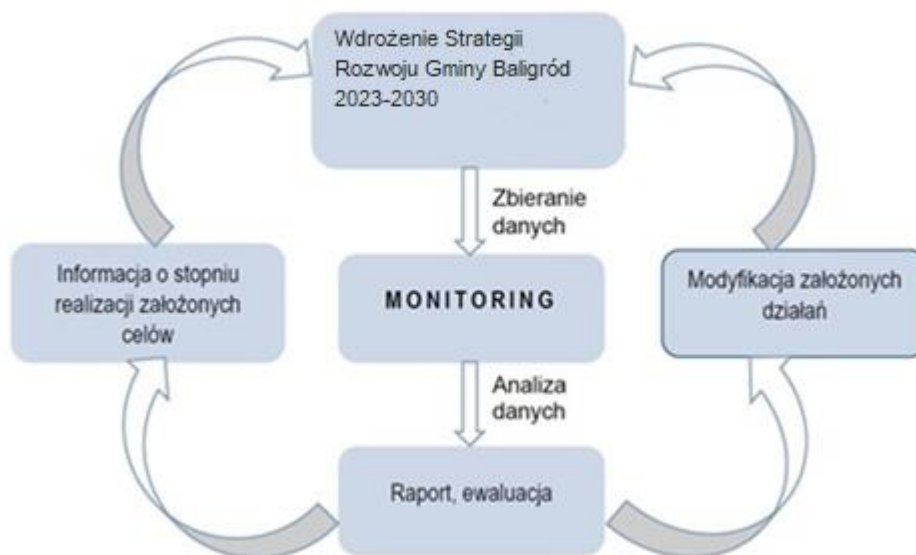 Wdrożenie Strategii
Rozwoju Gminy Baligród
2023-2030
Zbieranie
danych
Informacja o stopniu
realizacji założonych
celów
MONITORING
Modyfikacja założonych
działań
Analiza
danych
Raport, ewaluacja